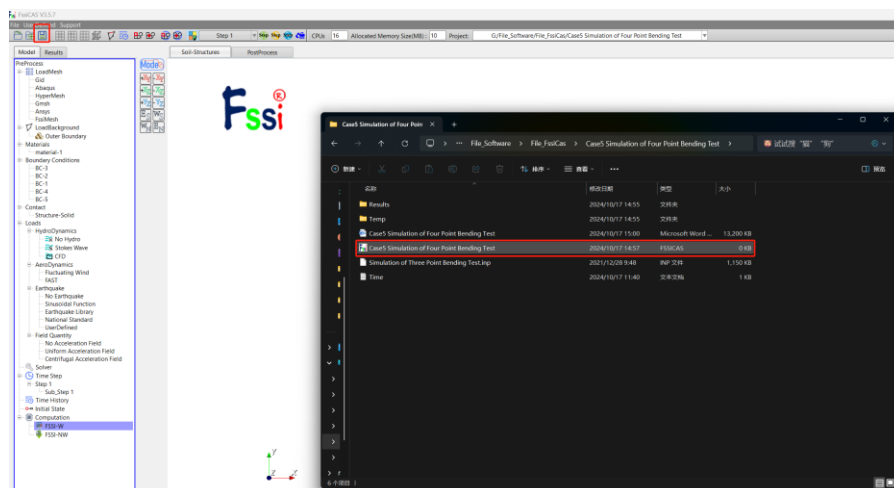 FssiCAS V3.5.7
Support
Step 1
CPUs 16 Allocated Memory Size(MB): 10 Project: G:/File_Software/File_FssiCas/Case5 Simulation of Four Point Bending Test
Model Results
Soil-Structures PostProcess
PreProcess
LoadMesh
Gid
Abaqus
HyperMesh
Gmsh
Ansys
FssiMesh
LoadBackground
Outer Boundary
Materials
material-1
Boundary Conditions
BC-3
BC-2
BC-1
BC-4
BC-5
Contact
Structure-Solid
Loads
HydroDynamics
No Hydro
Stokes Wave
CFD
AeroDynamics
Fluctuating Wind
FAST
Earthquake
No Earthquake
Sinusoidal Function
Earthquake Library
National Standard
UserDefined
Field Quantity
No Acceleration Field
Uniform Acceleration Field
Centrifugal Acceleration Field
Solver
Time Step
Step 1
Sub_Step 1
Time History
Initial State
Computation
FSSI-W
FSSI-NW
Fssi®
Y
Z
Case5 Simulation of Four Poin
File_Software > File_FssiCas > Case5 Simulation of Four Point Bending Test >
新建 排序 查看 预览
名称 修改日期 类型 大小
Results 2024/10/17 14:55 文件夹
Temp 2024/10/17 14:55 文件夹
Case5 Simulation of Four Point Bending Test 2024/10/17 15:00 Microsoft Word ... 13,200 KB
Case5 Simulation of Four Point Bending Test 2024/10/17 14:57 FSSICAS 0 KB
Simulation of Three Point Bending Test.inp 2021/12/28 9:48 INP 文件 1,150 KB
Time 2024/10/17 11:40 文本文档 1 KB
6 个项目